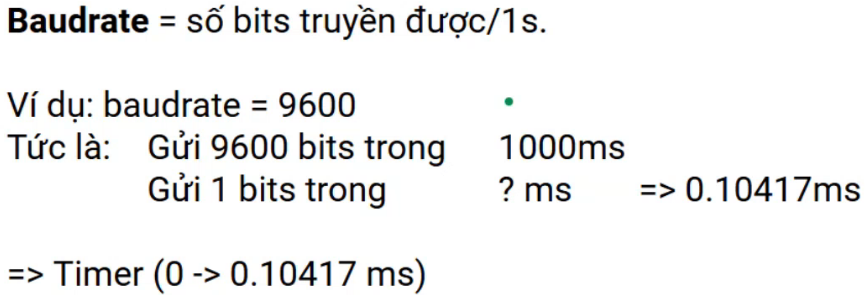 Baudrate = số bits truyền được/1s.
Ví dụ: baudrate = 9600
Tức là: Gửi 9600 bits trong 1000ms
Gửi 1 bits trong ? ms => 0.10417ms
=> Timer (0 -> 0.10417 ms)